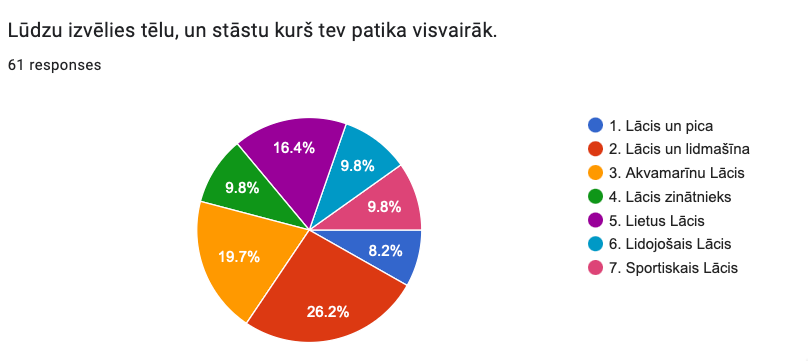 Lūdzu izvēlies tēlu, un stāstu kurš tev patika visvairāk.
61 responses
16.4%
9.8%
9.8%
9.8%
8.2%
19.7%
26.2%
1. Lācis un pica
2. Lācis un lidmašīna
3. Akvamarīnu Lācis
4. Lācis zinātnieks
5. Lietus Lācis
6. Lidojošais Lācis
7. Sportiskais Lācis